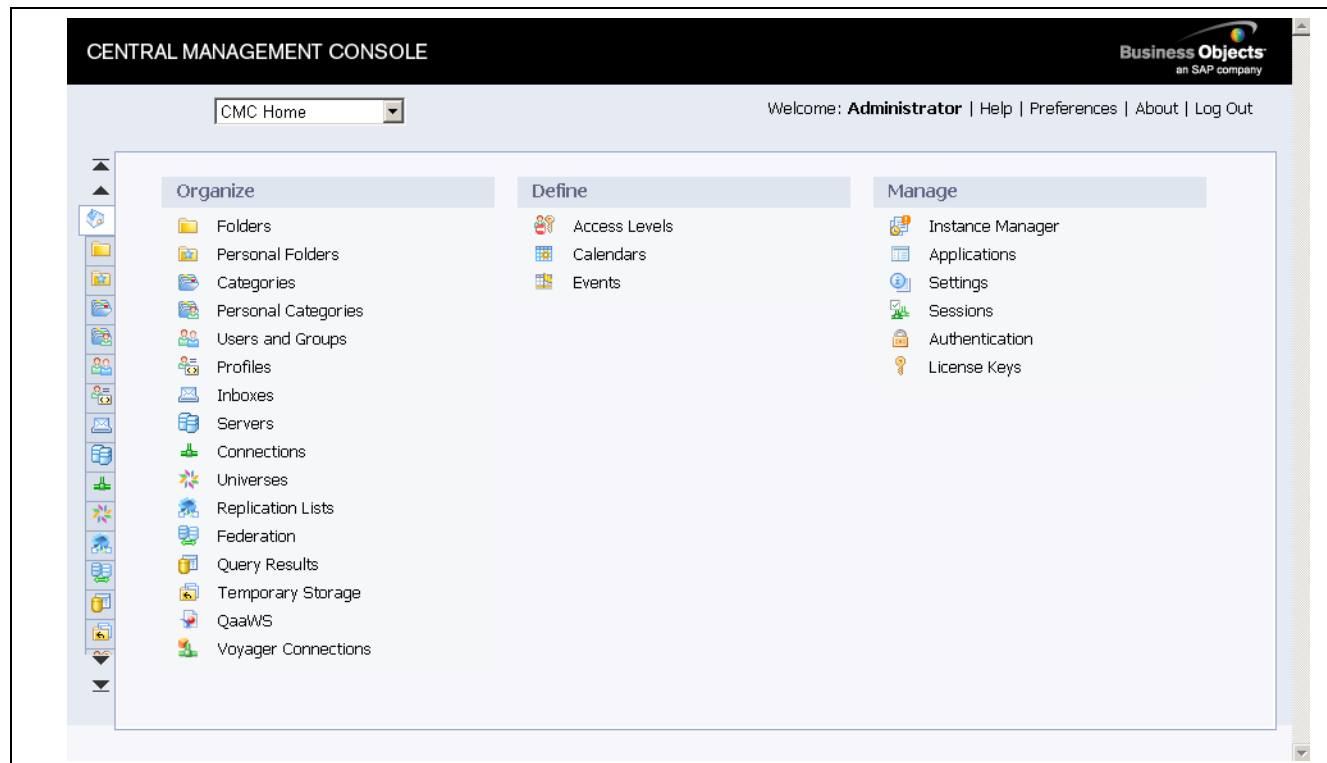 CENTRAL MANAGEMENT CONSOLE
Business Objects
an SAP company
CMC Home
Welcome: Administrator | Help | Preferences | About | Log Out
Organize
Folders
Personal Folders
Categories
Personal Categories
Users and Groups
Profiles
Inboxes
Servers
Connections
Universes
Replication Lists
Federation
Query Results
Temporary Storage
QaaWS
Voyager Connections
Define
Access Levels
Calendars
Events
Manage
Instance Manager
Applications
Settings
Sessions
Authentication
License Keys